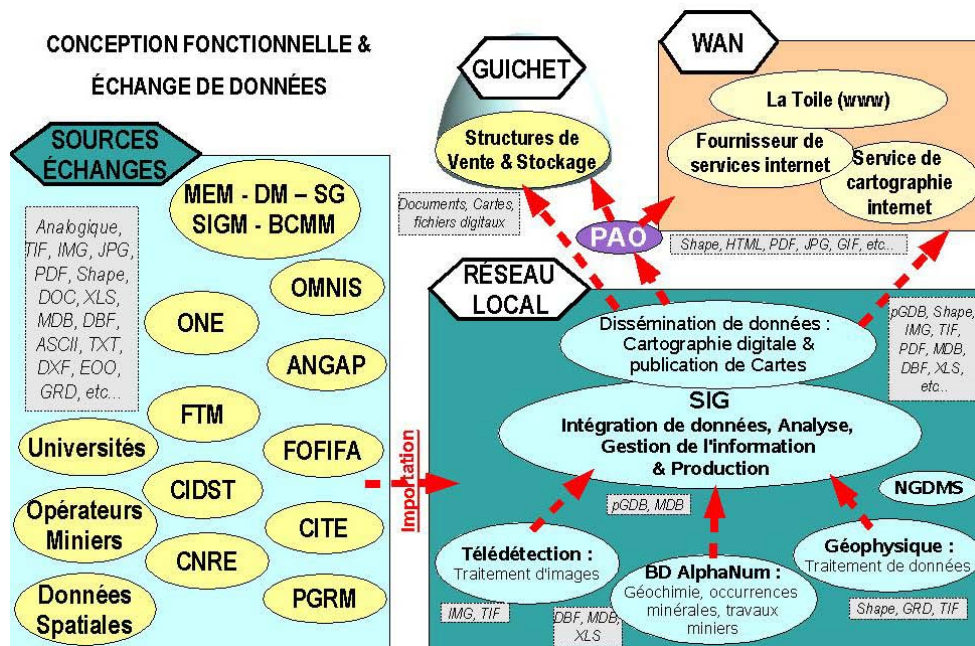 CONCEPTION FONCTIONNELLE &
ÉCHANGE DE DONNÉES
SOURCES
ÉCHANGES
Analogique,
TIF, IMG, JPG,
PDF, Shape,
DOC, XLS,
MDB, DBF,
ASCII, TXT,
DXF, EOO,
GRD, etc...
MEM - DM – SG
SIGM - BCMM
OMNIS
ONE
ANGAP
FTM
Universités
FOFIFA
CIDST
Opérateurs
Miniers
CITE
CNRE
Données
Spatiales
PGRM
Importation
GUICHET
Structures de
Vente & Stockage
Documents, Cartes,
fichiers digitaux
WAN
La Toile (www)
Fournisseur de
services internet
Service de
cartographie
internet
PAO
Shape, HTML, PDF, JPG, GIF, etc...
RÉSEAU
LOCAL
Dissémination de données :
Cartographie digitale &
publication de Cartes
pGDB, Shape,
IMG, TIF,
PDF, MDB,
DBF, XLS,
etc...
SIG
Intégration de données, Analyse,
Gestion de l'information
& Production
NGDMS
pGDB, MDB
Télédétection :
Traitement d'images
IMG, TIF
BD AlphaNum :
Géochimie, occurrences
minérales, travaux
miniers
DBF, MDB,
XLS
Géophysique :
Traitement de données
Shape, GRD, TIF